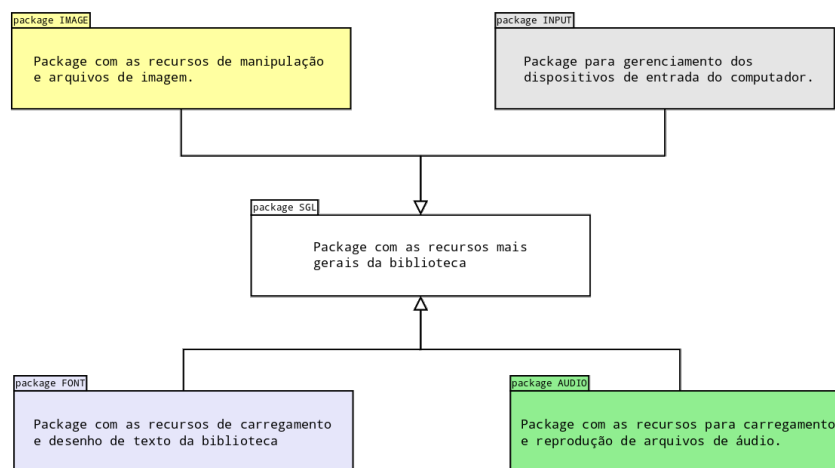 package IMAGE
Package com as recursos de manipulação
e arquivos de imagem.
package INPUT
Package para gerenciamento dos
dispositivos de entrada do computador.
package SGL
Package com as recursos mais
gerais da biblioteca
package FONT
Package com as recursos de carregamento
e desenho de texto da biblioteca
package AUDIO
Package com as recursos para carregamento
e reprodução de arquivos de áudio.